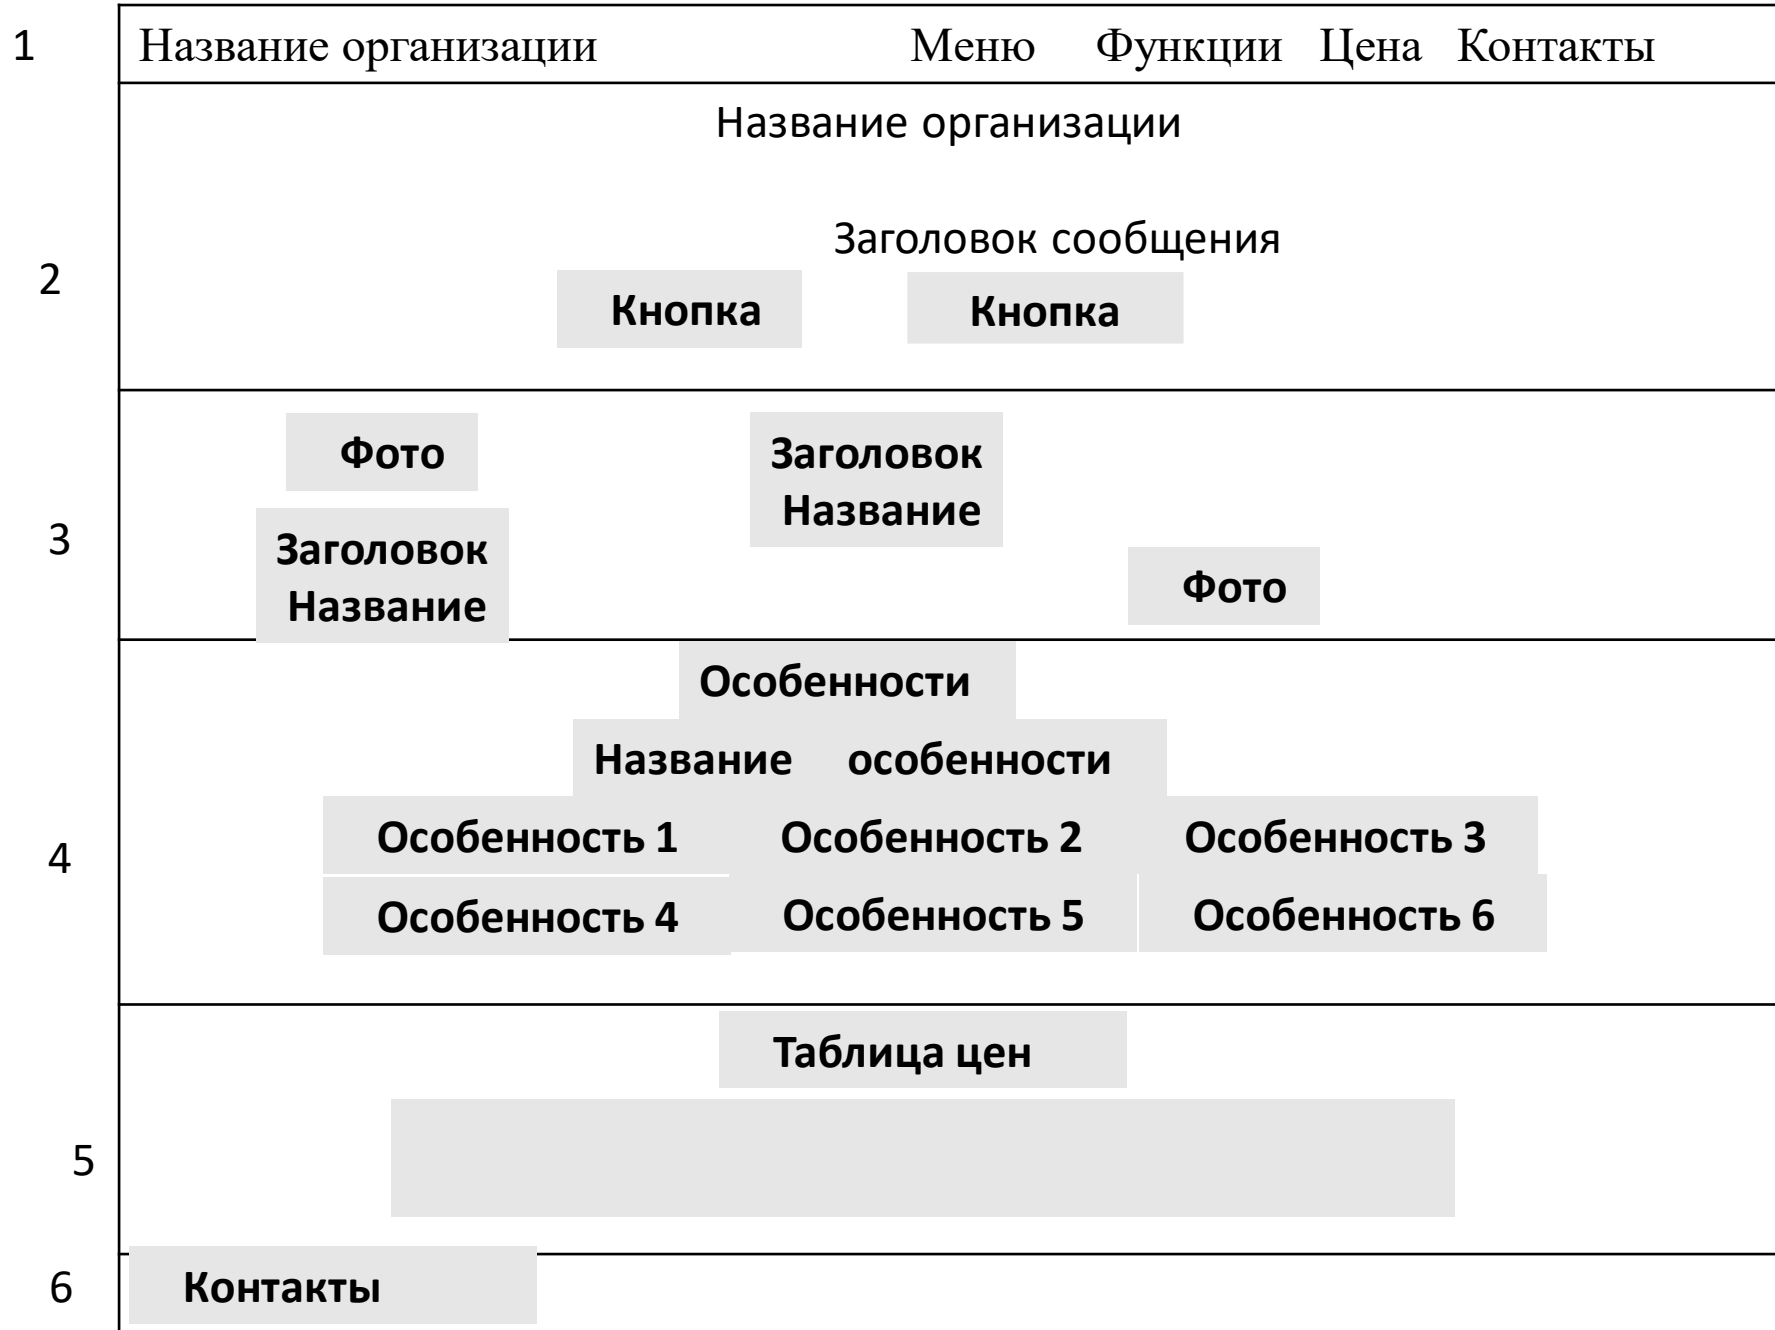 1 Название организации Меню Функции Цена Контакты
Название организации
Заголовок сообщения
2
Кнопка Кнопка
Фото
Заголовок
Название
3
Заголовок
Название
Фото
Особенности
Название особенности
4
Особенность 1 Особенность 2 Особенность 3
Особенность 4 Особенность 5 Особенность 6
Таблица цен
5
6 Контакты